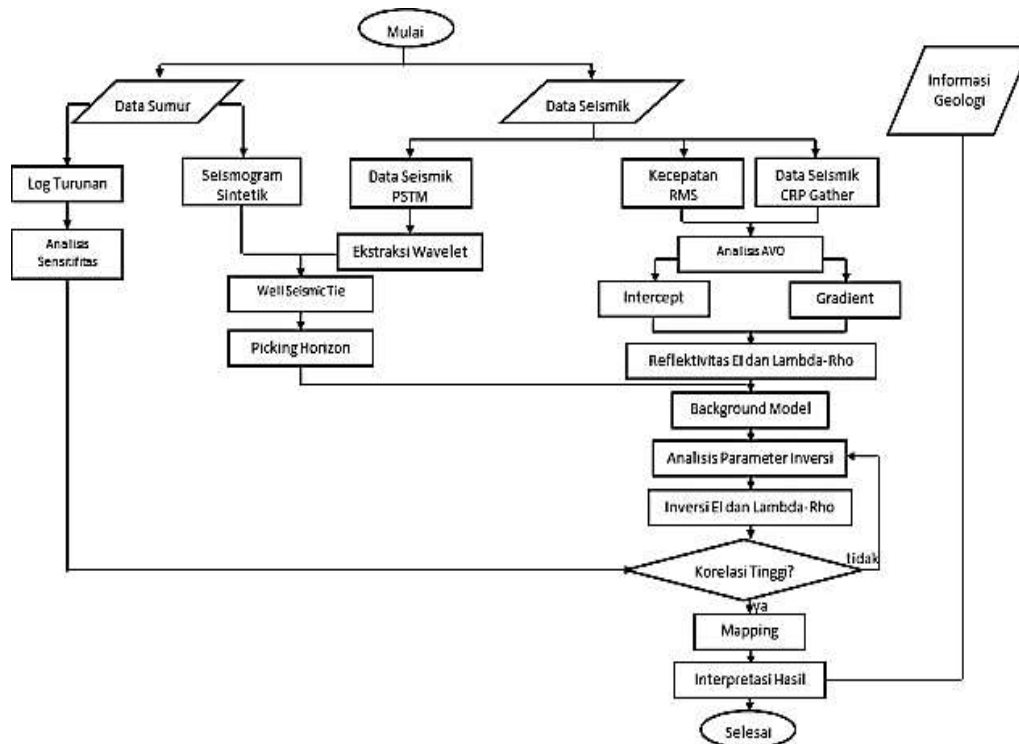 Mulai
Data Sumur
Data Seismik
Informasi
Geologi
Log Turunan
Seismogram
Sintetik
Data Seismik
PSTM
Kecepatan
RMS
Data Seismik
CRP Gather
Analisis
Sensitifitas
Ekstraksi Wavelet
Analisis AVO
Well Seismic Tie
Intercept
Gradient
Picking Horizon
Reflektivitas EI dan Lambda-Rho
Background Model
Analisis Parameter Inversi
Inversi EI dan Lambda-Rho
Korelasi Tinggi?
tidak
ya
Mapping
Interpretasi Hasil
Selesai